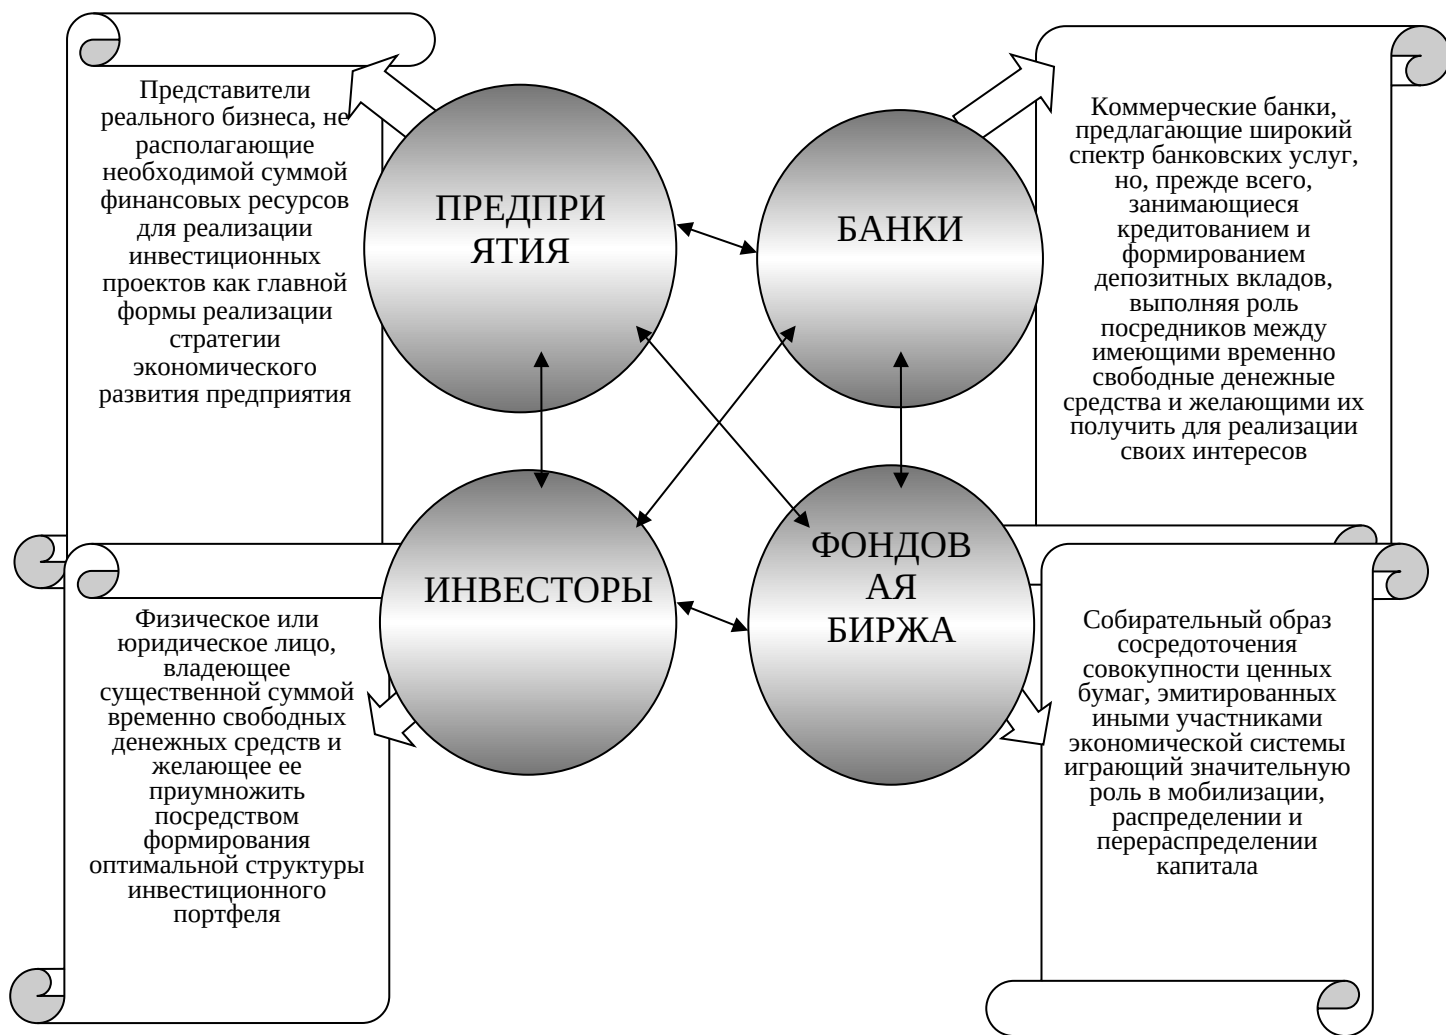 Представители
реального бизнеса, не
располагающие
необходимой суммой
финансовых ресурсов
для реализации
инвестиционных
проектов как главной
формы реализации
стратегии
экономического
развития предприятия
ПРЕДПРИ
ЯТИЯ
БАНКИ
Коммерческие банки,
предлагающие широкий
спектр банковских услуг,
но, прежде всего,
занимающиеся
кредитованием и
формированием
депозитных вкладов,
выполняя роль
посредников между
имеющими временно
свободные денежные
средства и желающими их
получить для реализации
своих интересов
Физическое или
юридическое лицо,
владеющее
существенной суммой
временно свободных
денежных средств и
желающее ее
приумножить
посредством
формирования
оптимальной структуры
инвестиционного
портфеля
ИНВЕСТОРЫ
ФОНДОВ
АЯ
БИРЖА
Собирательный образ
сосредоточения
совокупности ценных
бумаг, эмитированных
иными участниками
экономической системы
играющий значительную
роль в мобилизации,
распределении и
перераспределении
капитала